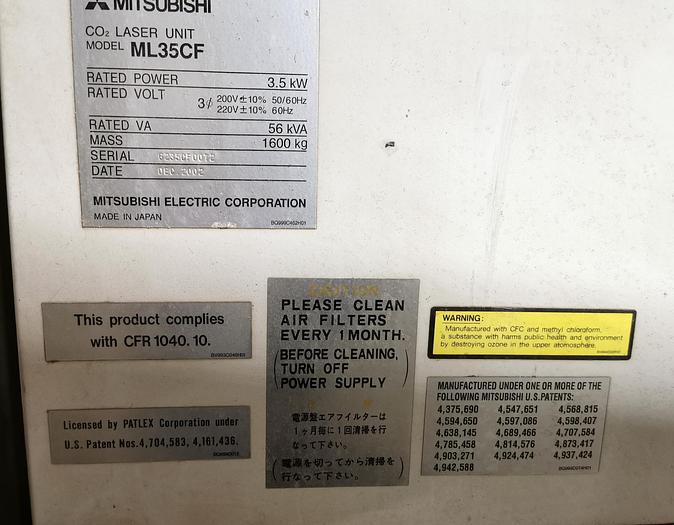 MITSUBISHI
CO₂ LASER UNIT
MODEL ML35CF
RATED POWER 3.5 kW
RATED VOLT 3∮ 200V±10% 50/60Hz
220V±10% 60Hz
RATED VA 56 kVA
MASS 1600 kg
SERIAL 6235CF0072
DATE DEC. 2002
MITSUBISHI ELECTRIC CORPORATION
MADE IN JAPAN BG999C462H01
This product complies
with CFR 1040. 10.
Licensed by PATLEX Corporation under
U.S. Patent Nos. 4,704,583, 4,161,436.
CAUTION
PLEASE CLEAN
AIR FILTERS
EVERY 1 MONTH.
(BEFORE CLEANING,
TURN OFF
POWER SUPPLY)
電源盤エアフィルターは
1ヶ月毎に1回清掃を行
なって下さい。
(電源を切ってから清掃を
行なって下さい。)
WARNING:
Manufactured with CFC and methyl chloroform,
a substance with harms public health and environment
by destroying ozone in the upper atomosphere.
MANUFACTURED UNDER ONE OR MORE OF THE
FOLLOWING MITSUBISHI U.S.PATENTS:
4,375,690 4,547,651 4,568,815
4,594,650 4,597,086 4,598,407
4,638,145 4,689,466 4,707,584
4,785,458 4,814,576 4,873,417
4,903,271 4,924,474 4,937,424
4,942,588